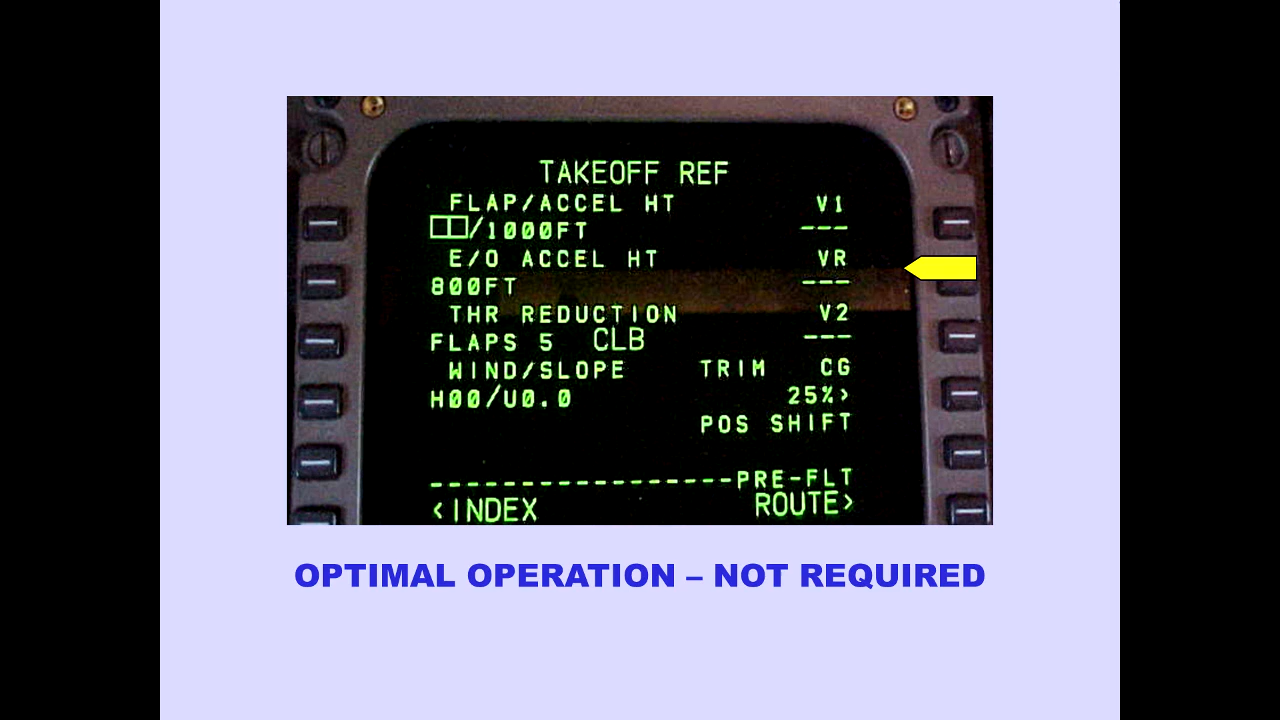 TAKEOFF REF
FLAP/ACCEL HT V1
□□/1000FT ---
E/O ACCEL HT VR
800FT ---
THR REDUCTION V2
FLAPS 5 CLB ---
WIND/SLOPE TRIM CG
H00/U0.0 25%>
POS SHIFT
-----------------PRE-FLT
<INDEX ROUTE>
OPTIMAL OPERATION – NOT REQUIRED